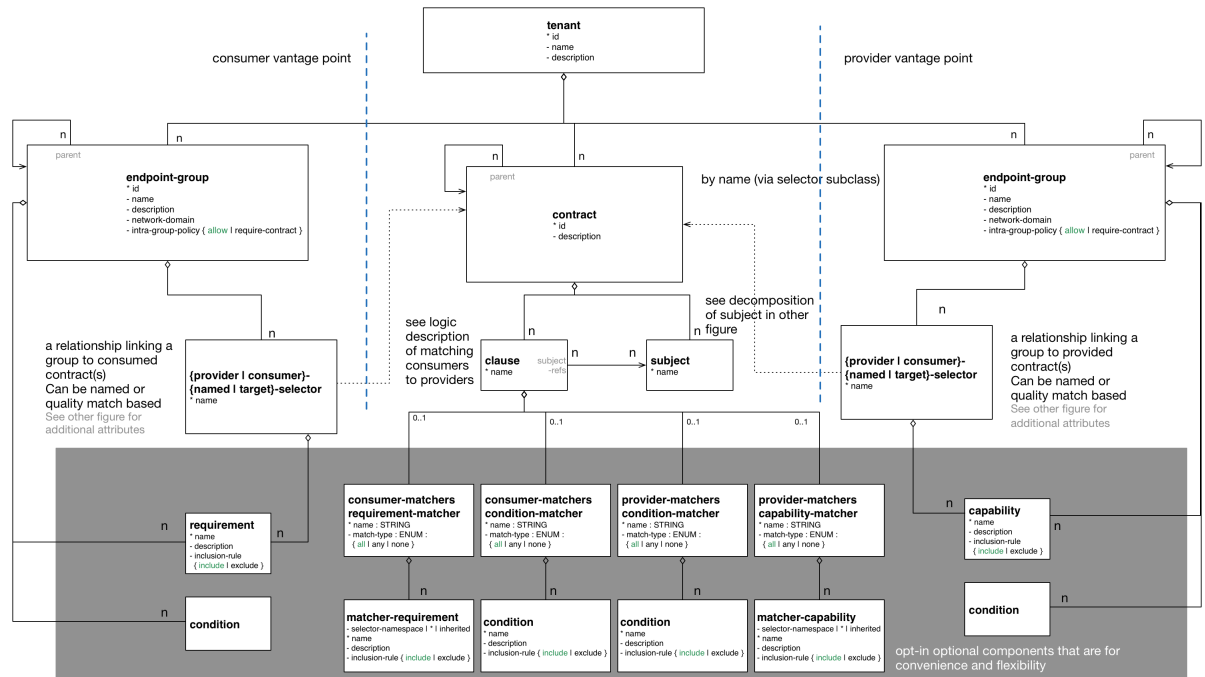 tenant
* id
- name
- description
consumer vantage point
provider vantage point
n
n
n
n
n
n
parent
parent
parent
endpoint-group
* id
- name
- description
- network-domain
- intra-group-policy { allow | require-contract }
contract
* id
- description
by name (via selector subclass)
endpoint-group
* id
- name
- description
- network-domain
- intra-group-policy { allow | require-contract }
a relationship linking a
group to consumed
contract(s)
Can be named or
quality match based
See other figure for
additional attributes
n
{provider | consumer}-
{named | target}-selector
* name
see logic
description
of matching
consumers
to providers
n
clause
* name
subject
-refs
n
n
see decomposition
of subject in other
figure
n
subject
* name
n
{provider | consumer}-
{named | target}-selector
* name
a relationship linking a
group to provided
contract(s)
Can be named or
quality match based
See other figure for
additional attributes
0..1
0..1
0..1
0..1
n
requirement
* name
- description
- inclusion-rule
{ include | exclude }
n
n
condition
consumer-matchers
requirement-matcher
* name : STRING
- match-type : ENUM :
{ all | any | none }
consumer-matchers
condition-matcher
* name : STRING
- match-type : ENUM :
{ all | any | none }
provider-matchers
condition-matcher
* name : STRING
- match-type : ENUM :
{ all | any | none }
provider-matchers
capability-matcher
* name : STRING
- match-type : ENUM :
{ all | any | none }
n
n
n
n
matcher-requirement
- selector-namespace | * | inherited
* name
- description
- inclusion-rule { include | exclude }
condition
* name
- description
- inclusion-rule { include | exclude }
condition
* name
- description
- inclusion-rule { include | exclude }
matcher-capability
- selector-namespace | * | inherited
* name
- description
- inclusion-rule { include | exclude }
n
capability
* name
- description
- inclusion-rule
{ include | exclude }
n
condition
n
opt-in optional components that are for
convenience and flexibility